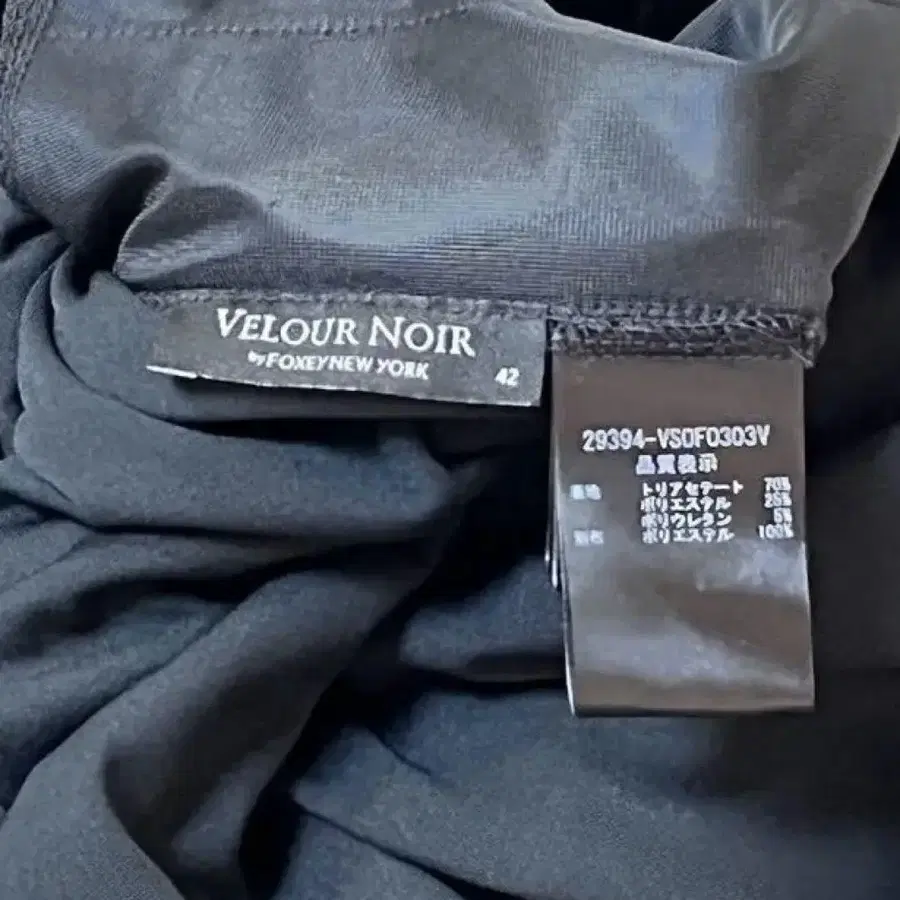 VELOUR NOIR
by FOXEY NEW YORK
42
29394-VS0F0303V
品質表示
トリアセテート 70%
ポリエステル 25%
ポリウレタン 5%
ポリエステル 100%